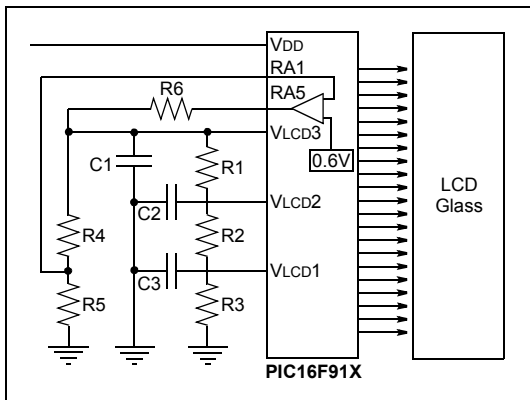 VDD
RA1
R6
RA5
VLCD3
0.6V
C1
R1
LCD
Glass
C2
VLCD2
R4
R2
C3
VLCD1
R5
R3
PIC16F91X